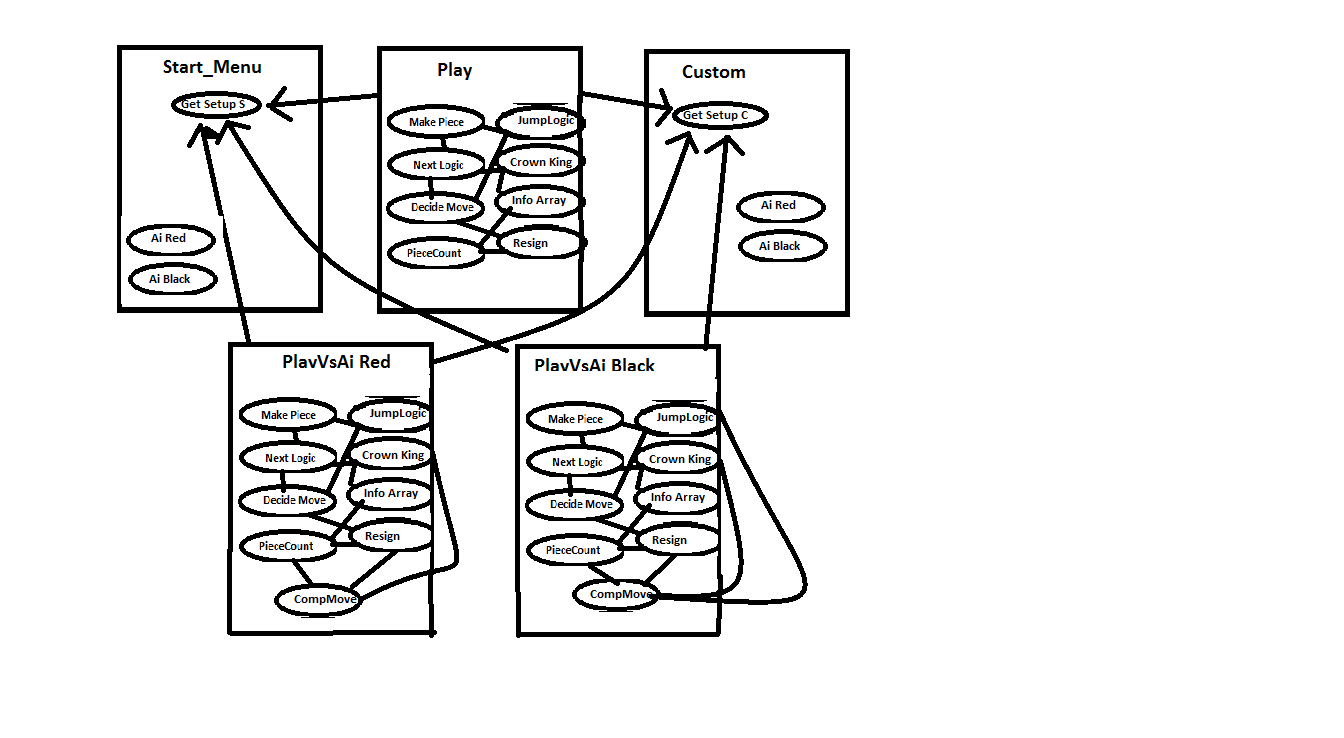 Start_Menu
Get Setup S
Ai Red
Ai Black
Play
Make Piece
JumpLogic
Next Logic
Crown King
Decide Move
Info Array
PieceCount
Resign
Custom
Get Setup C
Ai Red
Ai Black
PlavVsAi Red
Make Piece
JumpLogic
Next Logic
Crown King
Decide Move
Info Array
PieceCount
Resign
CompMove
PlavVsAi Black
Make Piece
JumpLogic
Next Logic
Crown King
Decide Move
Info Array
PieceCount
Resign
CompMove